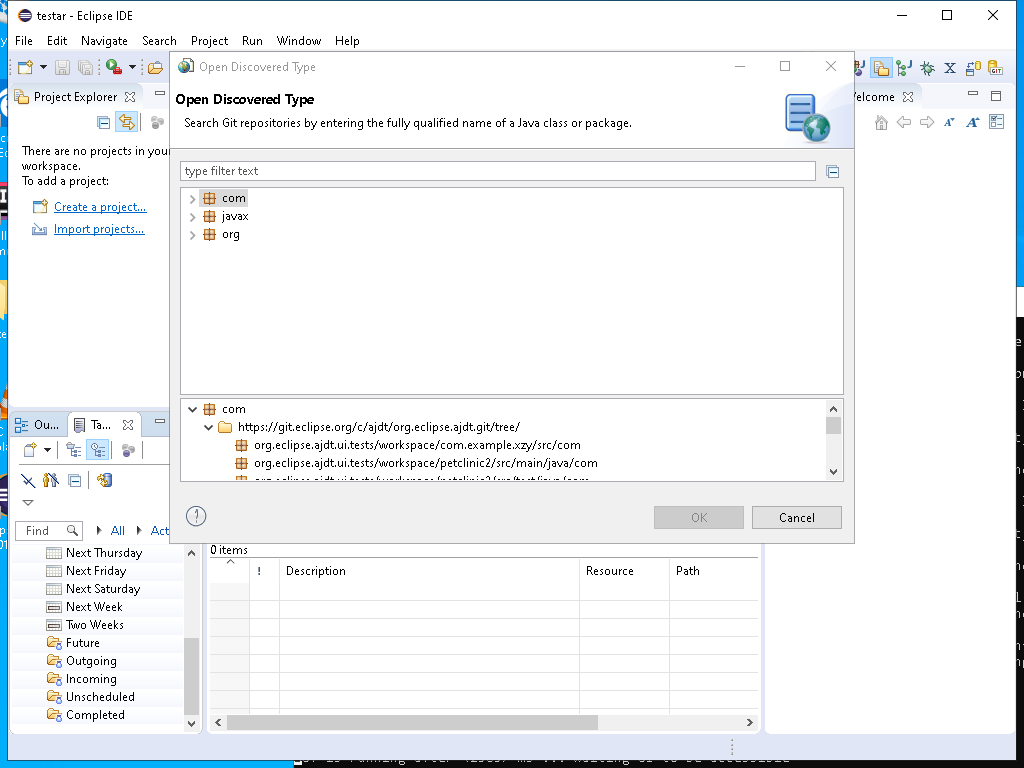 testar - Eclipse IDE
File Edit Navigate Search Project Run Window Help
Open Discovered Type
Project Explorer
elcome
Open Discovered Type
Search Git repositories by entering the fully qualified name of a Java class or package.
There are no projects in your
workspace.
To add a project:
Create a project...
Import projects...
type filter text
com
javax
org
com
https://git.eclipse.org/c/ajdt/org.eclipse.ajdt.git/tree/
org.eclipse.ajdt.ui.tests/workspace/com.example.xzy/src/com
org.eclipse.ajdt.ui.tests/workspace/petclinic2/src/main/java/com
OK Cancel
Ou... Ta...
Find All Act
Next Thursday
Next Friday
Next Saturday
Next Week
Two Weeks
Future
Outgoing
Incoming
Unscheduled
Completed
0 items
! Description Resource Path